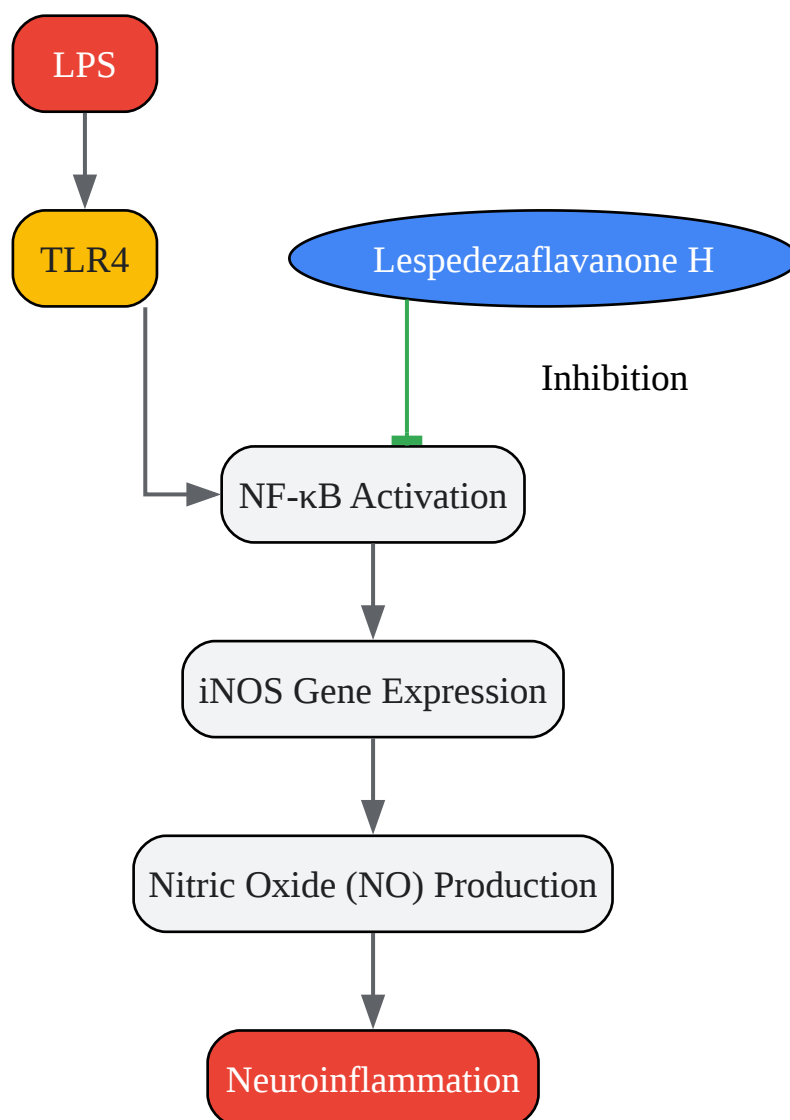 LPS
TLR4
Lespedezaflavanone H
Inhibition
NF-κB Activation
iNOS Gene Expression
Nitric Oxide (NO) Production
Neuroinflammation